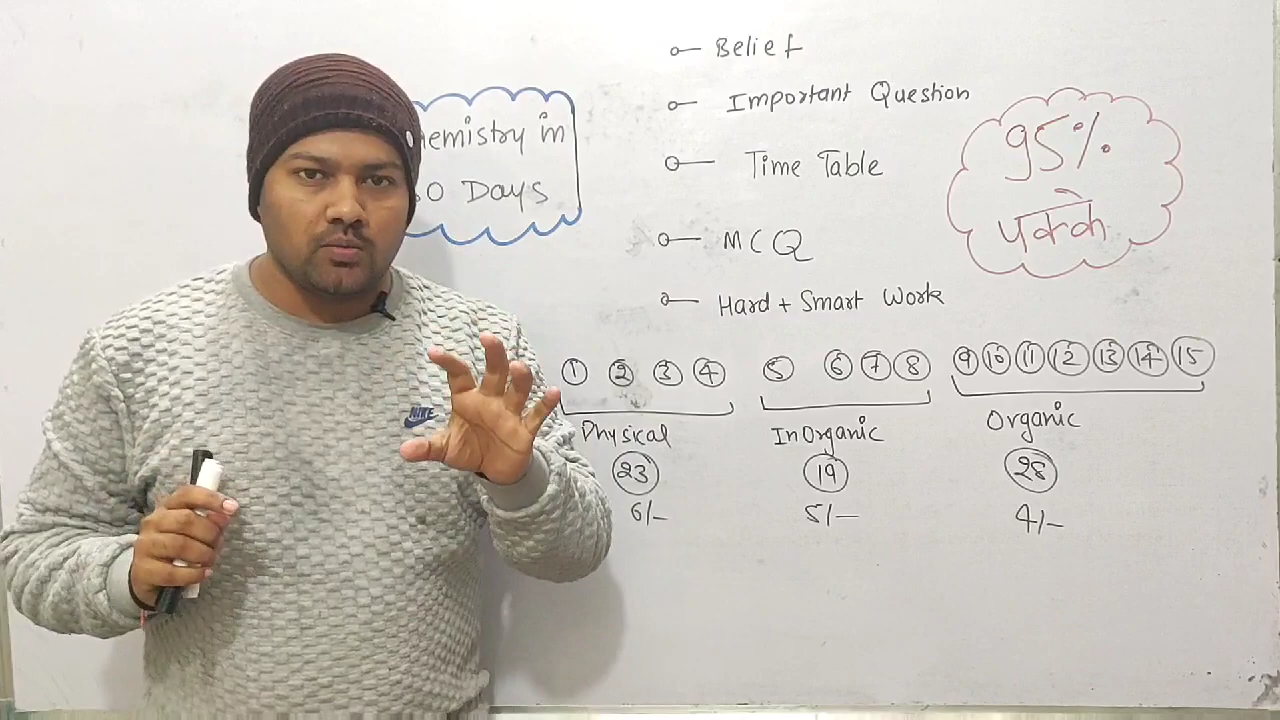 hemistry in
0 Days
Belief
Important Question
Time Table
MCQ
Hard + Smart Work
95%
पक्के
1 2 3 4
Physical
23
6/-
5 6 7 8
InOrganic
19
5/-
9 10 11 12 13 14 15
Organic
28
4/-
NIKE